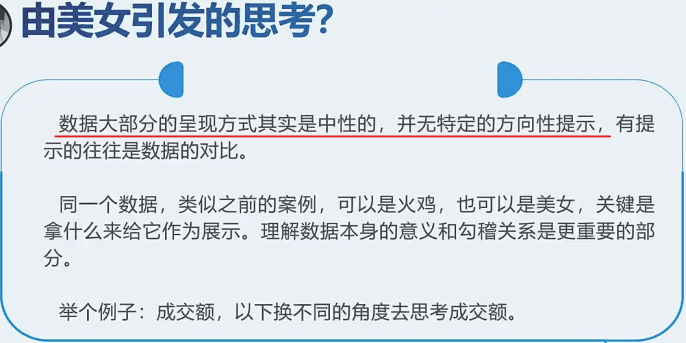 由美女引发的思考?
数据大部分的呈现方式其实是中性的，并无特定的方向性提示，有提
示的往往是数据的对比。
同一个数据，类似之前的案例，可以是火鸡，也可以是美女，关键是
拿什么来给它作为展示。理解数据本身的意义和勾稽关系是更重要的部
分。
举个例子：成交额，以下换不同的角度去思考成交额。